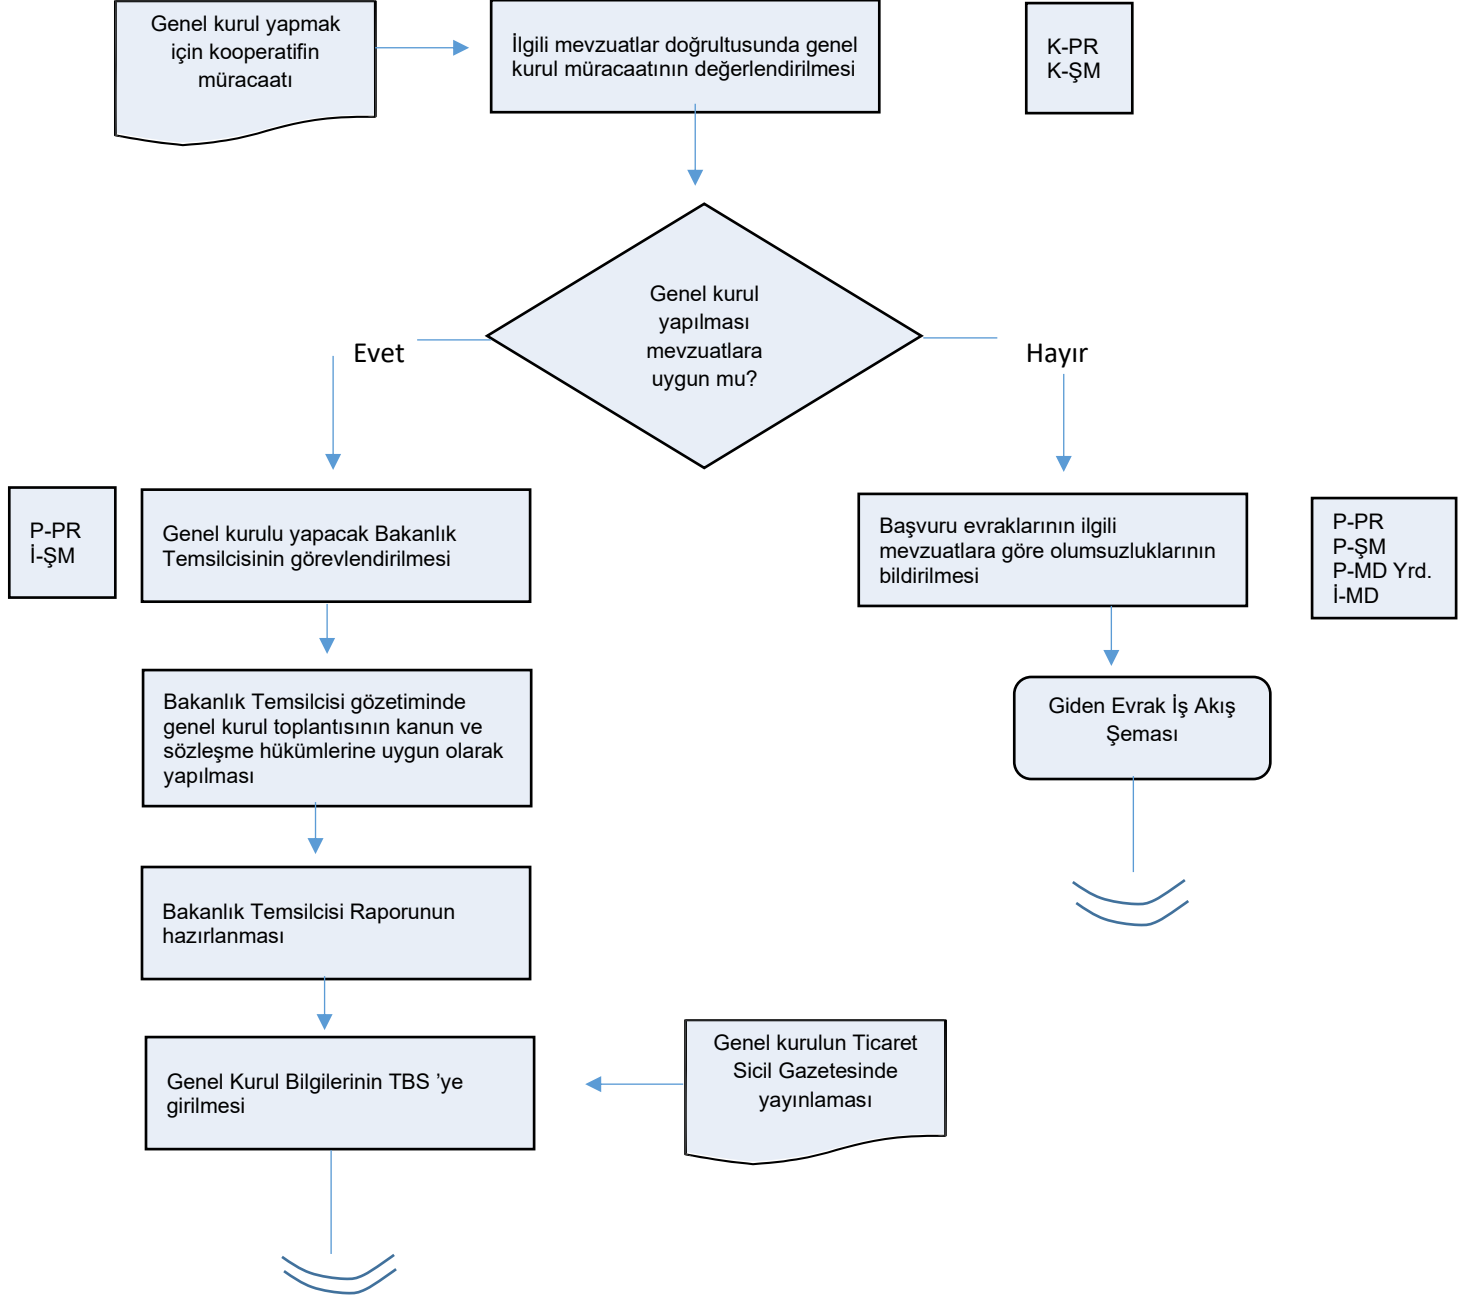 Genel kurul yapmak
için kooperatifin
müracaatı
İlgili mevzuatlar doğrultusunda genel
kurul müracaatının değerlendirilmesi
K-PR
K-ŞM
Genel kurul
yapılması
mevzuatlara
uygun mu?
Evet
Hayır
P-PR
İ-ŞM
Genel kurulu yapacak Bakanlık
Temsilcisinin görevlendirilmesi
Başvuru evraklarının ilgili
mevzuatlara göre olumsuzluklarının
bildirilmesi
P-PR
P-ŞM
P-MD Yrd.
İ-MD
Bakanlık Temsilcisi gözetiminde
genel kurul toplantısının kanun ve
sözleşme hükümlerine uygun olarak
yapılması
Giden Evrak İş Akış
Şeması
Bakanlık Temsilcisi Raporunun
hazırlanması
Genel Kurul Bilgilerinin TBS ’ye
girilmesi
Genel kurulun Ticaret
Sicil Gazetesinde
yayınlaması